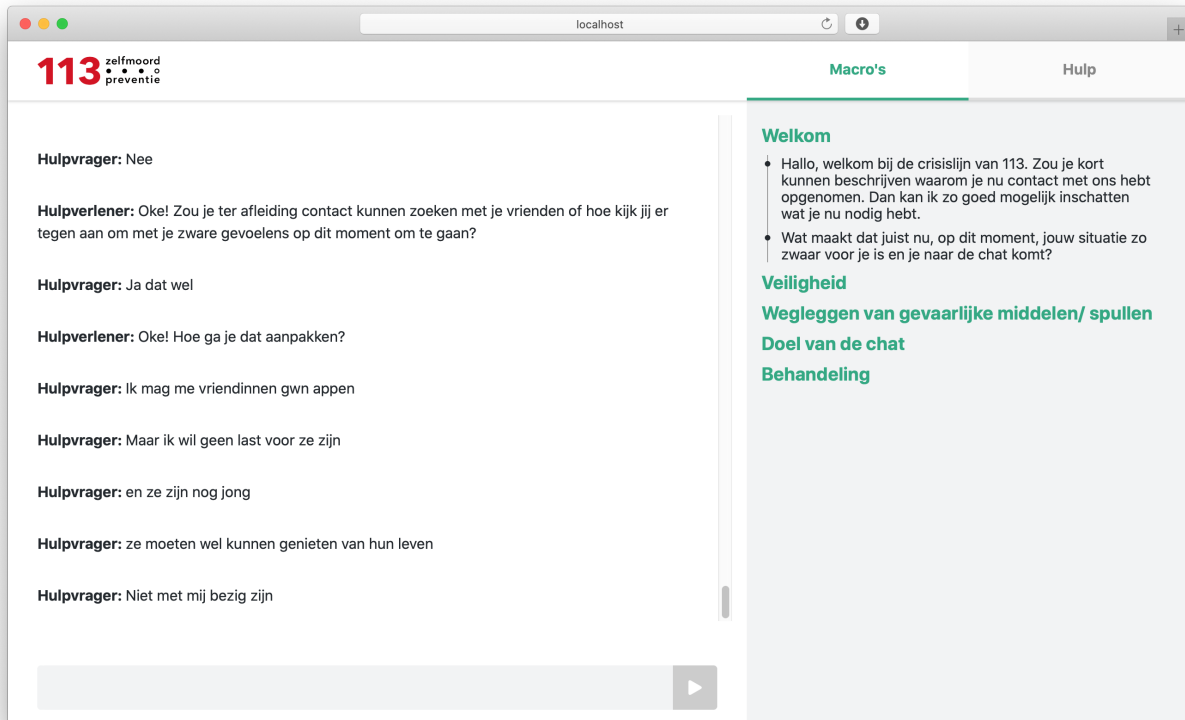 localhost
113 zelfmoord
preventie
Macro's
Hulp
Hulpvrager: Nee
Hulpverlener: Oke! Zou je ter afleiding contact kunnen zoeken met je vrienden of hoe kijk jij er
tegen aan om met je zware gevoelens op dit moment om te gaan?
Hulpvrager: Ja dat wel
Hulpverlener: Oke! Hoe ga je dat aanpakken?
Hulpvrager: Ik mag me vriendinnen gwn appen
Hulpvrager: Maar ik wil geen last voor ze zijn
Hulpvrager: en ze zijn nog jong
Hulpvrager: ze moeten wel kunnen genieten van hun leven
Hulpvrager: Niet met mij bezig zijn
Welkom
Hallo, welkom bij de crisislijn van 113. Zou je kort
kunnen beschrijven waarom je nu contact met ons hebt
opgenomen. Dan kan ik zo goed mogelijk inschatten
wat je nu nodig hebt.
Wat maakt dat juist nu, op dit moment, jouw situatie zo
zwaar voor je is en je naar de chat komt?
Veiligheid
Wegleggen van gevaarlijke middelen/ spullen
Doel van de chat
Behandeling